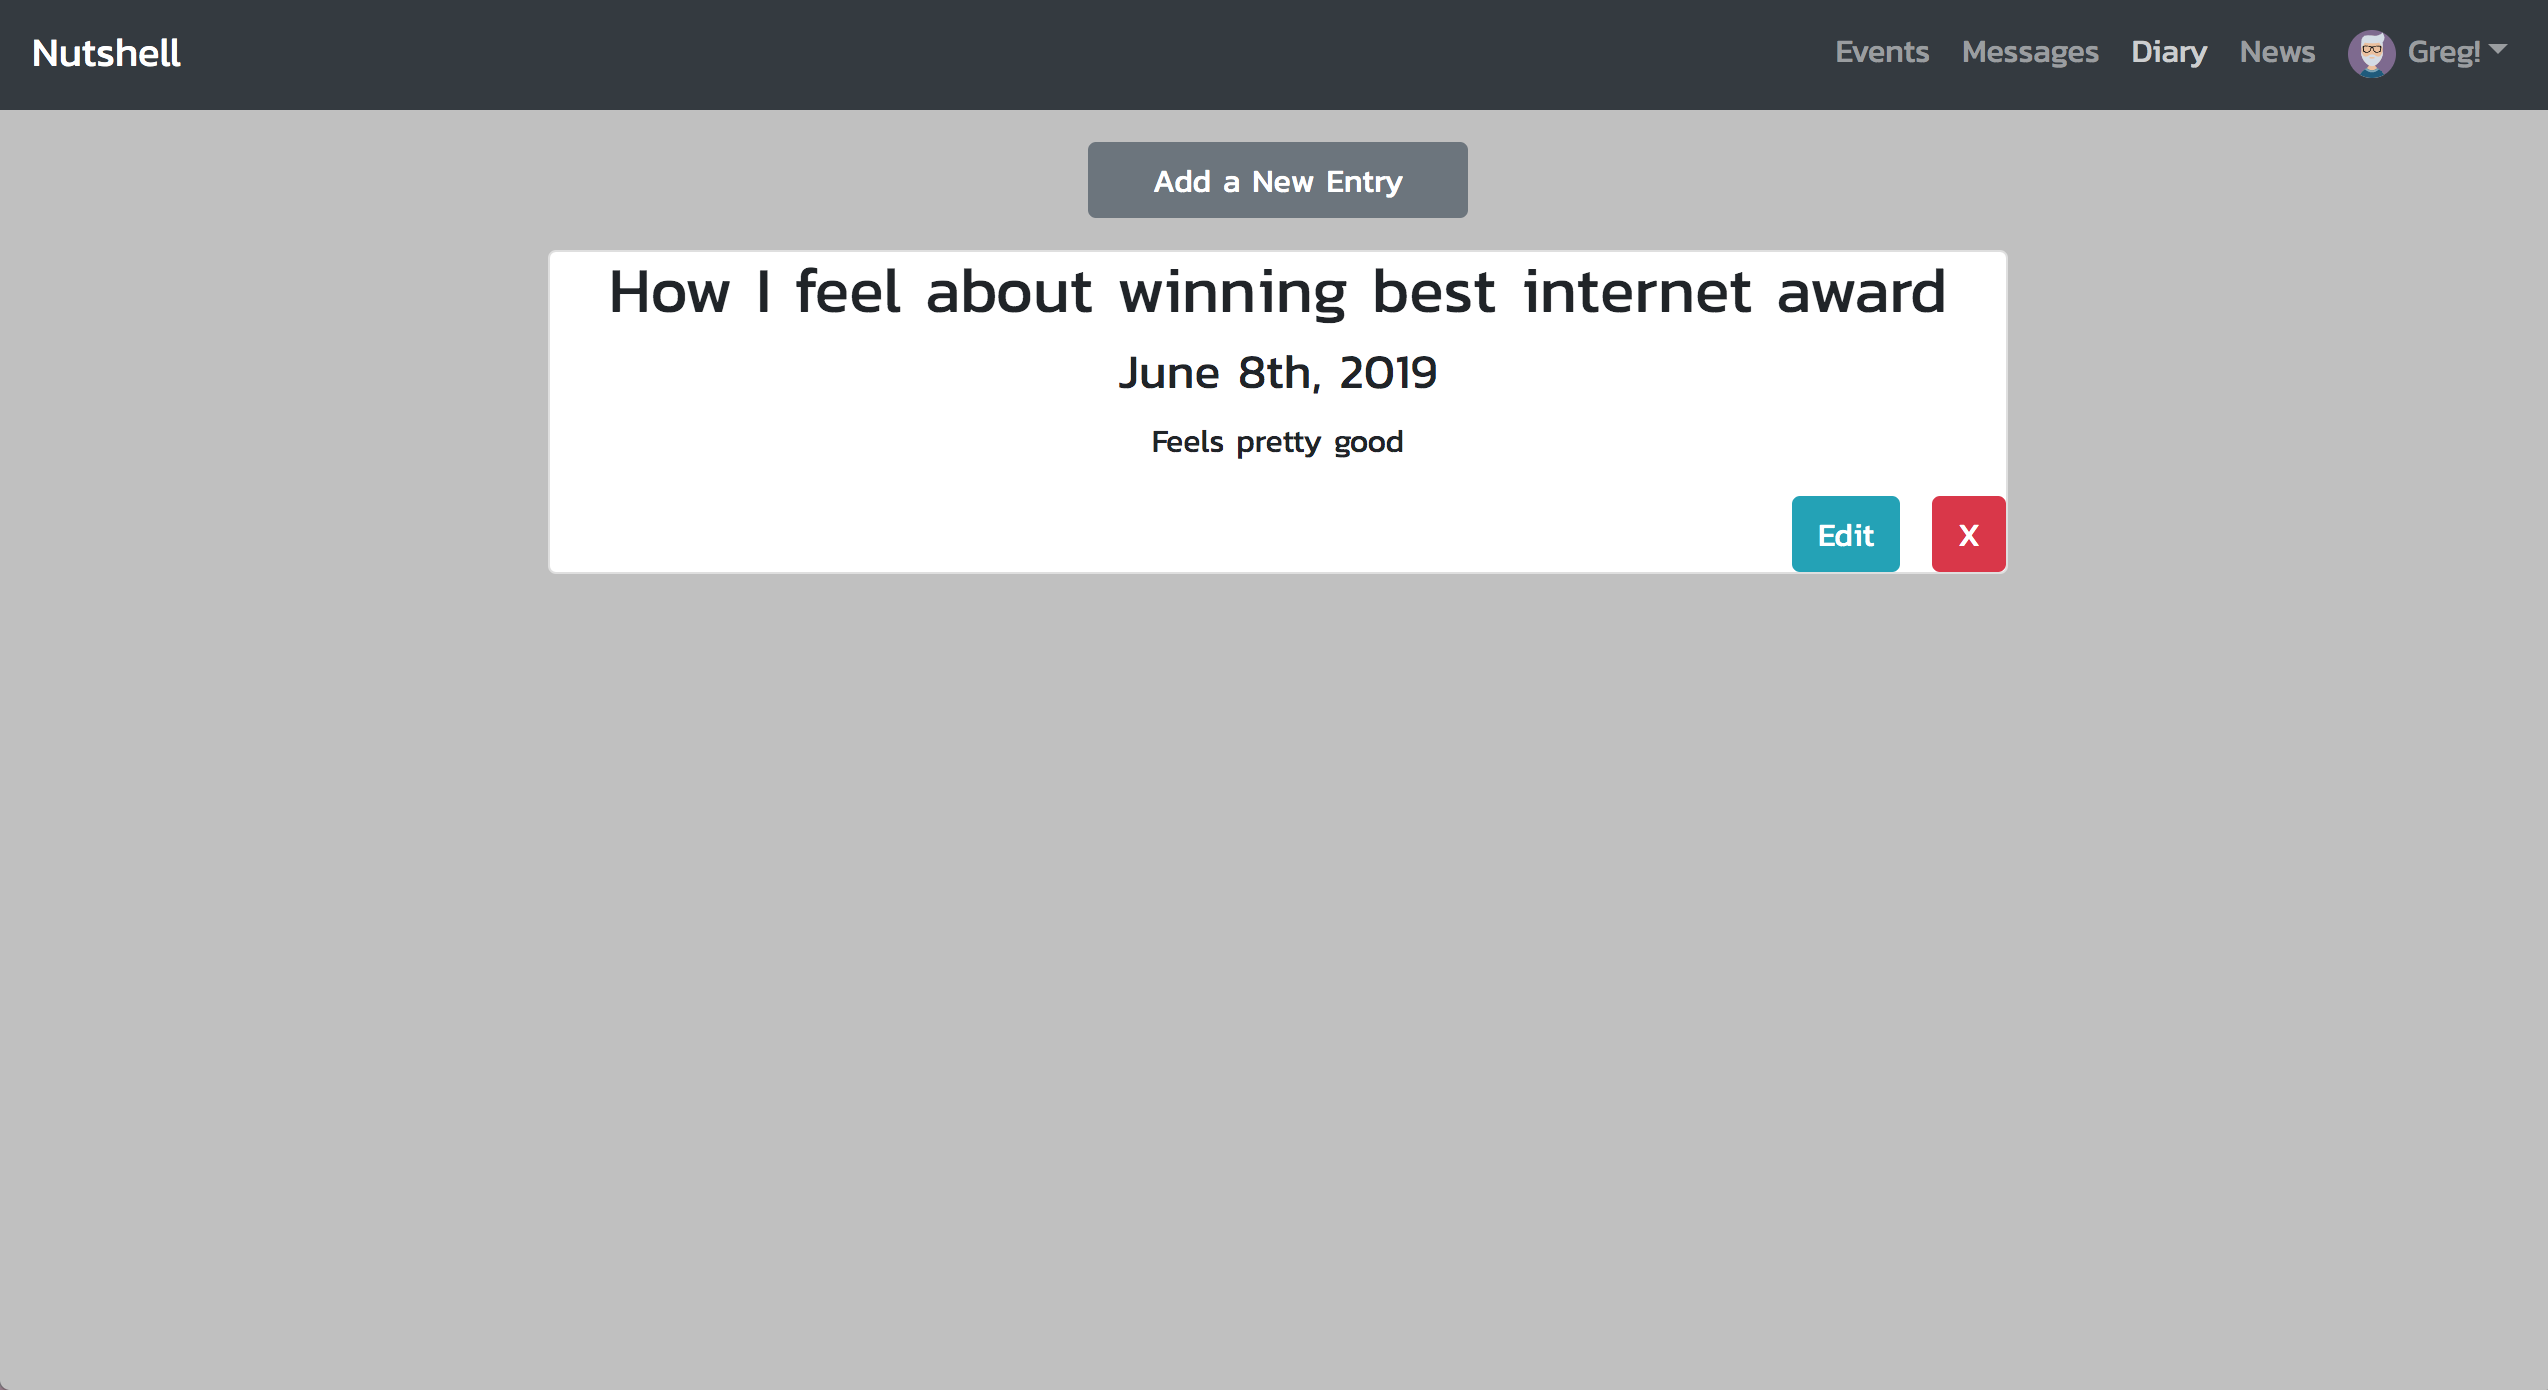 Nutshell
Events Messages Diary News Greg!
Add a New Entry
How I feel about winning best internet award
June 8th, 2019
Feels pretty good
Edit X